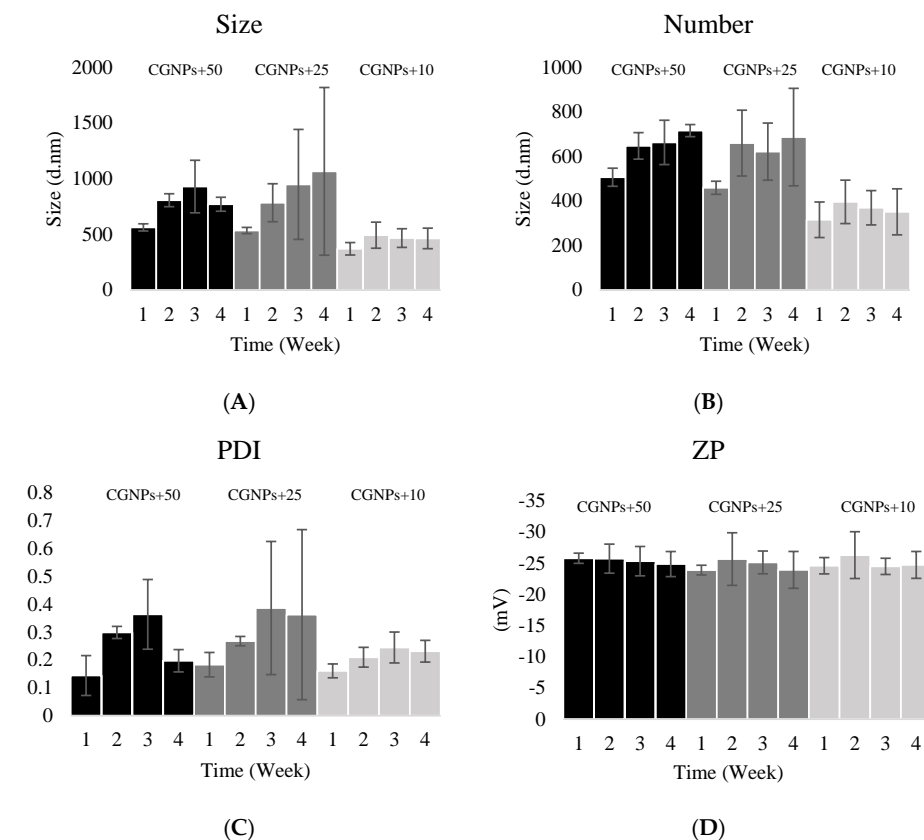 Size
2000
1500
1000
500
0
Size (d.nm)
CGNPs+50 CGNPs+25 CGNPs+10
1 2 3 4 1 2 3 4 1 2 3 4
Time (Week)
(A)
Number
1000
800
600
400
200
0
Size (d.nm)
CGNPs+50 CGNPs+25 CGNPs+10
1 2 3 4 1 2 3 4 1 2 3 4
Time (Week)
(B)
PDI
0.8
0.7
0.6
0.5
0.4
0.3
0.2
0.1
0
CGNPs+50 CGNPs+25 CGNPs+10
1 2 3 4 1 2 3 4 1 2 3 4
Time (Week)
(C)
ZP
-35
-30
-25
-20
-15
-10
-5
0
(mV)
CGNPs+50 CGNPs+25 CGNPs+10
1 2 3 4 1 2 3 4 1 2 3 4
Time (Week)
(D)